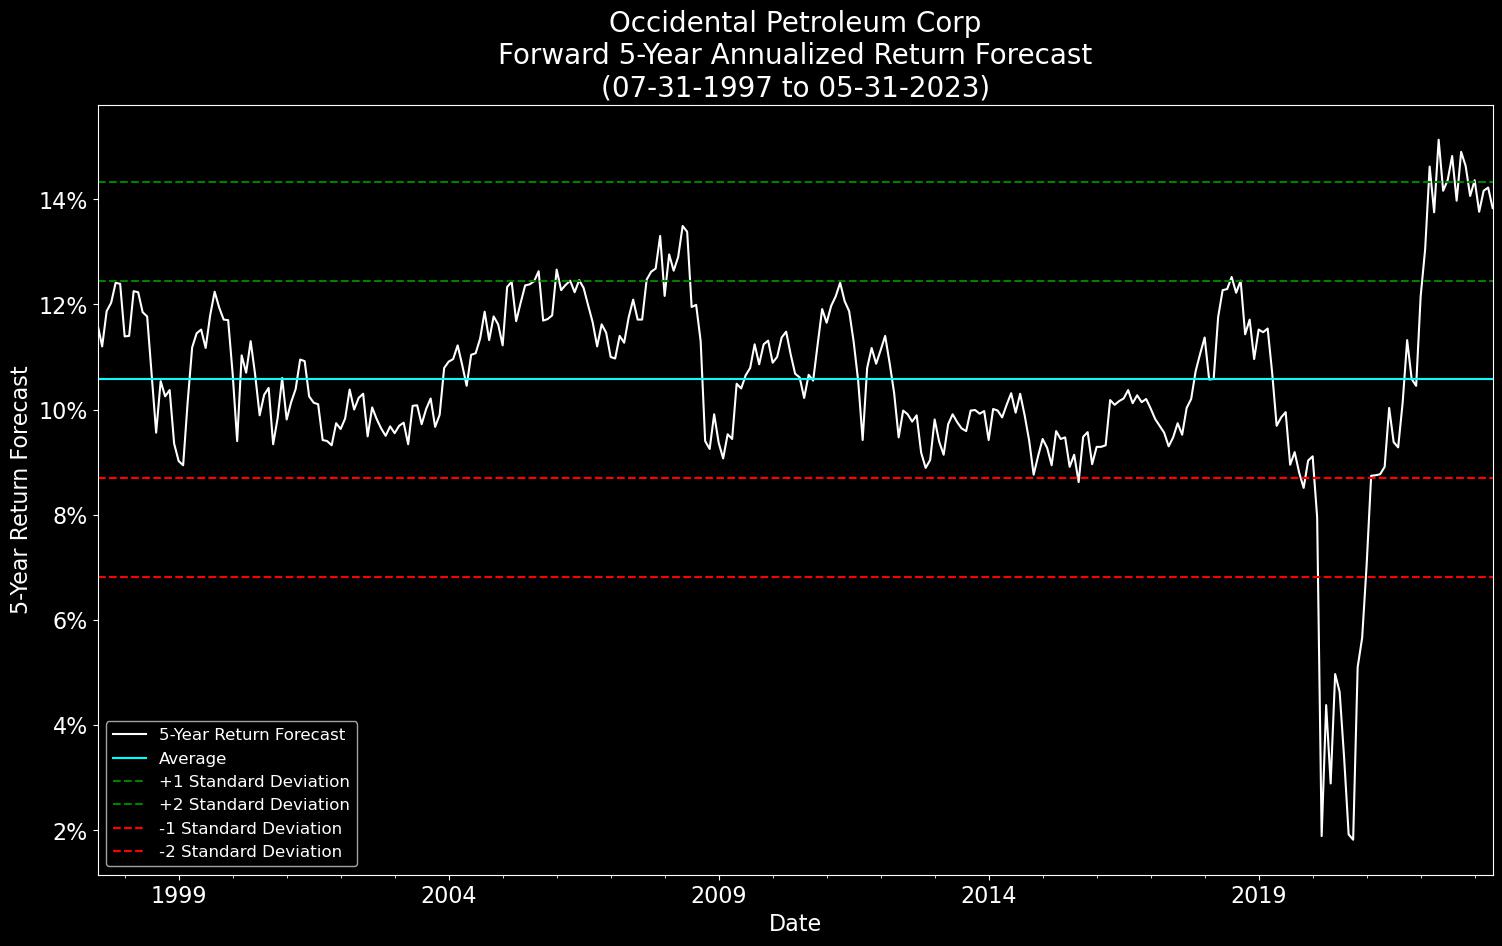 Occidental Petroleum Corp
Forward 5-Year Annualized Return Forecast
(07-31-1997 to 05-31-2023)
5-Year Return Forecast
14%
12%
10%
8%
6%
4%
2%
5-Year Return Forecast
Average
+1 Standard Deviation
+2 Standard Deviation
-1 Standard Deviation
-2 Standard Deviation
1999
2004
2009
2014
2019
Date